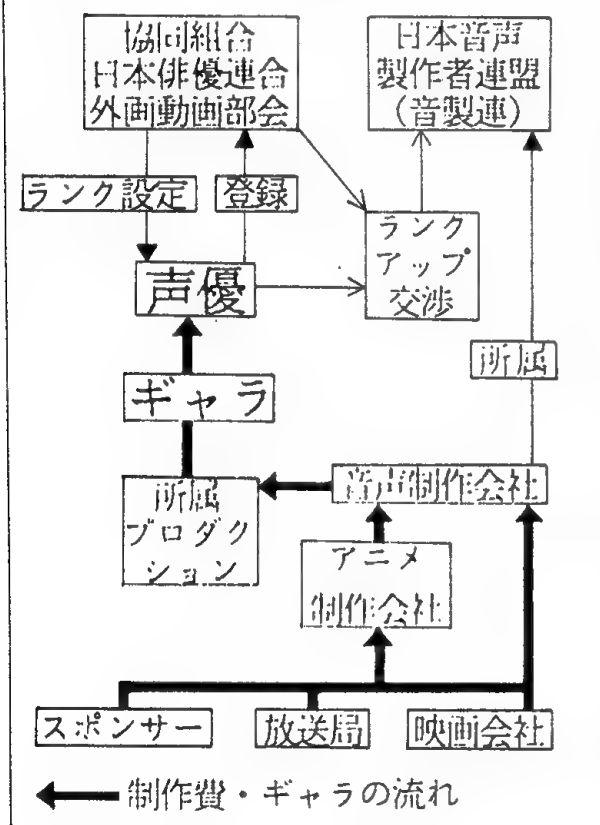 協同組合
日本俳優連合
外画動画部会
日本音声
製作者連盟
(音製連)
ランク設定
登録
ランク
アップ
交渉
声優
所属
ギャラ
音声制作会社
所属
プロダク
ション
アニメ
制作会社
スポンサー
放送局
映画会社
制作費・ギャラの流れ